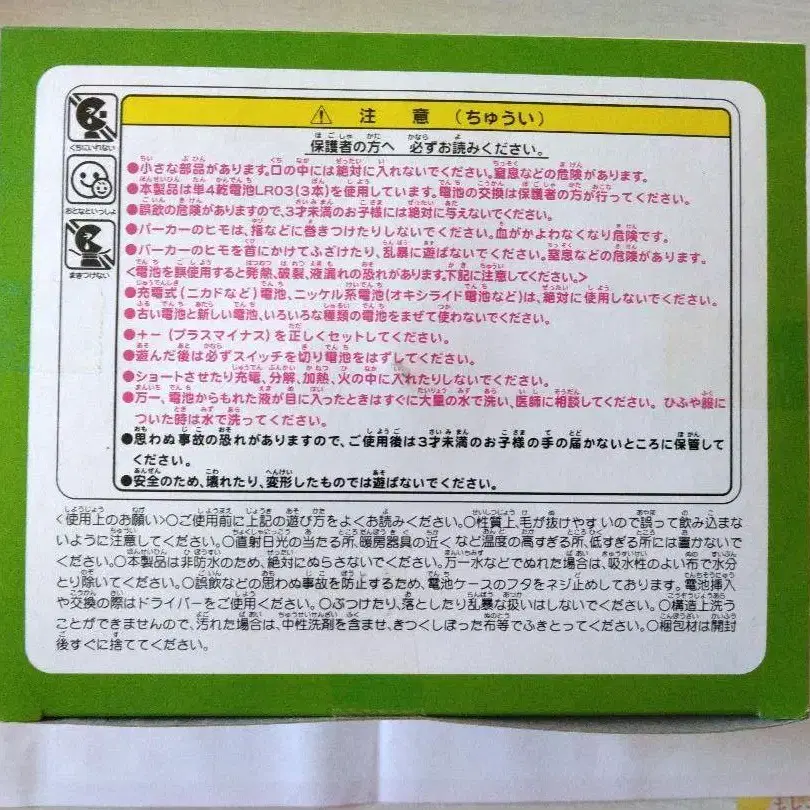 くちにいれない
おとなといっしょ
まきつけない
⚠ 注 意 (ちゅうい)
保護者の方へ 必ずお読みください。
●小さな部品があります。口の中には絶対に入れないでください。窒息などの危険があります。
●本製品は単4乾電池LR03(3本)を使用しています。電池の交換は保護者の方が行ってください。
●誤飲の危険がありますので、3才未満のお子様には絶対に与えないでください。
●パーカーのヒモは、指などに巻きつけたりしないでください。血がかよわなくなり危険です。
●パーカーのヒモを首にかけてふざけたり、乱暴に遊ばないでください。窒息などの危険があります。
<電池を誤使用すると発熱、破裂、液漏れの恐れがあります。下記に注意してください。>
●充電式(ニカドなど)電池、ニッケル系電池(オキシライド電池など)は、絶対に使用しないでください。
●古い電池と新しい電池、いろいろな種類の電池をまぜて使わないでください。
●+-(プラスマイナス)を正しくセットしてください。
●遊んだ後は必ずスイッチを切り電池をはずしてください。
●ショートさせたり充電、分解、加熱、火の中に入れたりしないでください。
●万一、電池からもれた液が目に入ったときはすぐに大量の水で洗い、医師に相談してください。ひふや服に
ついた時は水で洗ってください。
●思わぬ事故の恐れがありますので、ご使用後は3才未満のお子様の手の届かないところに保管して
ください。
●安全のため、壊れたり、変形したものでは遊ばないでください。
<使用上のお願い>○ご使用前に上記の遊び方をよくお読みください。○性質上、毛が抜けやすいので誤って飲み込まな
いように注意してください。○直射日光の当たる所、暖房器具の近くなど温度の高すぎる所、低すぎる所には置かないで
ください。○本製品は非防水のため、絶対にぬらさないでください。万一水などでぬれた場合は、吸水性のよい布で水分
とり除いてください。○誤飲などの思わぬ事故を防止するため、電池ケースのフタをネジ止めしております。電池挿入
や交換の際はドライバーをご使用ください。○ぶつけたり、落としたり乱暴な扱いはしないでください。○構造上洗う
ことができませんので、汚れた場合は、中性洗剤を含ませ、きつくしぼった布等でふきとってください。○梱包材は開封
後すぐに捨ててください。